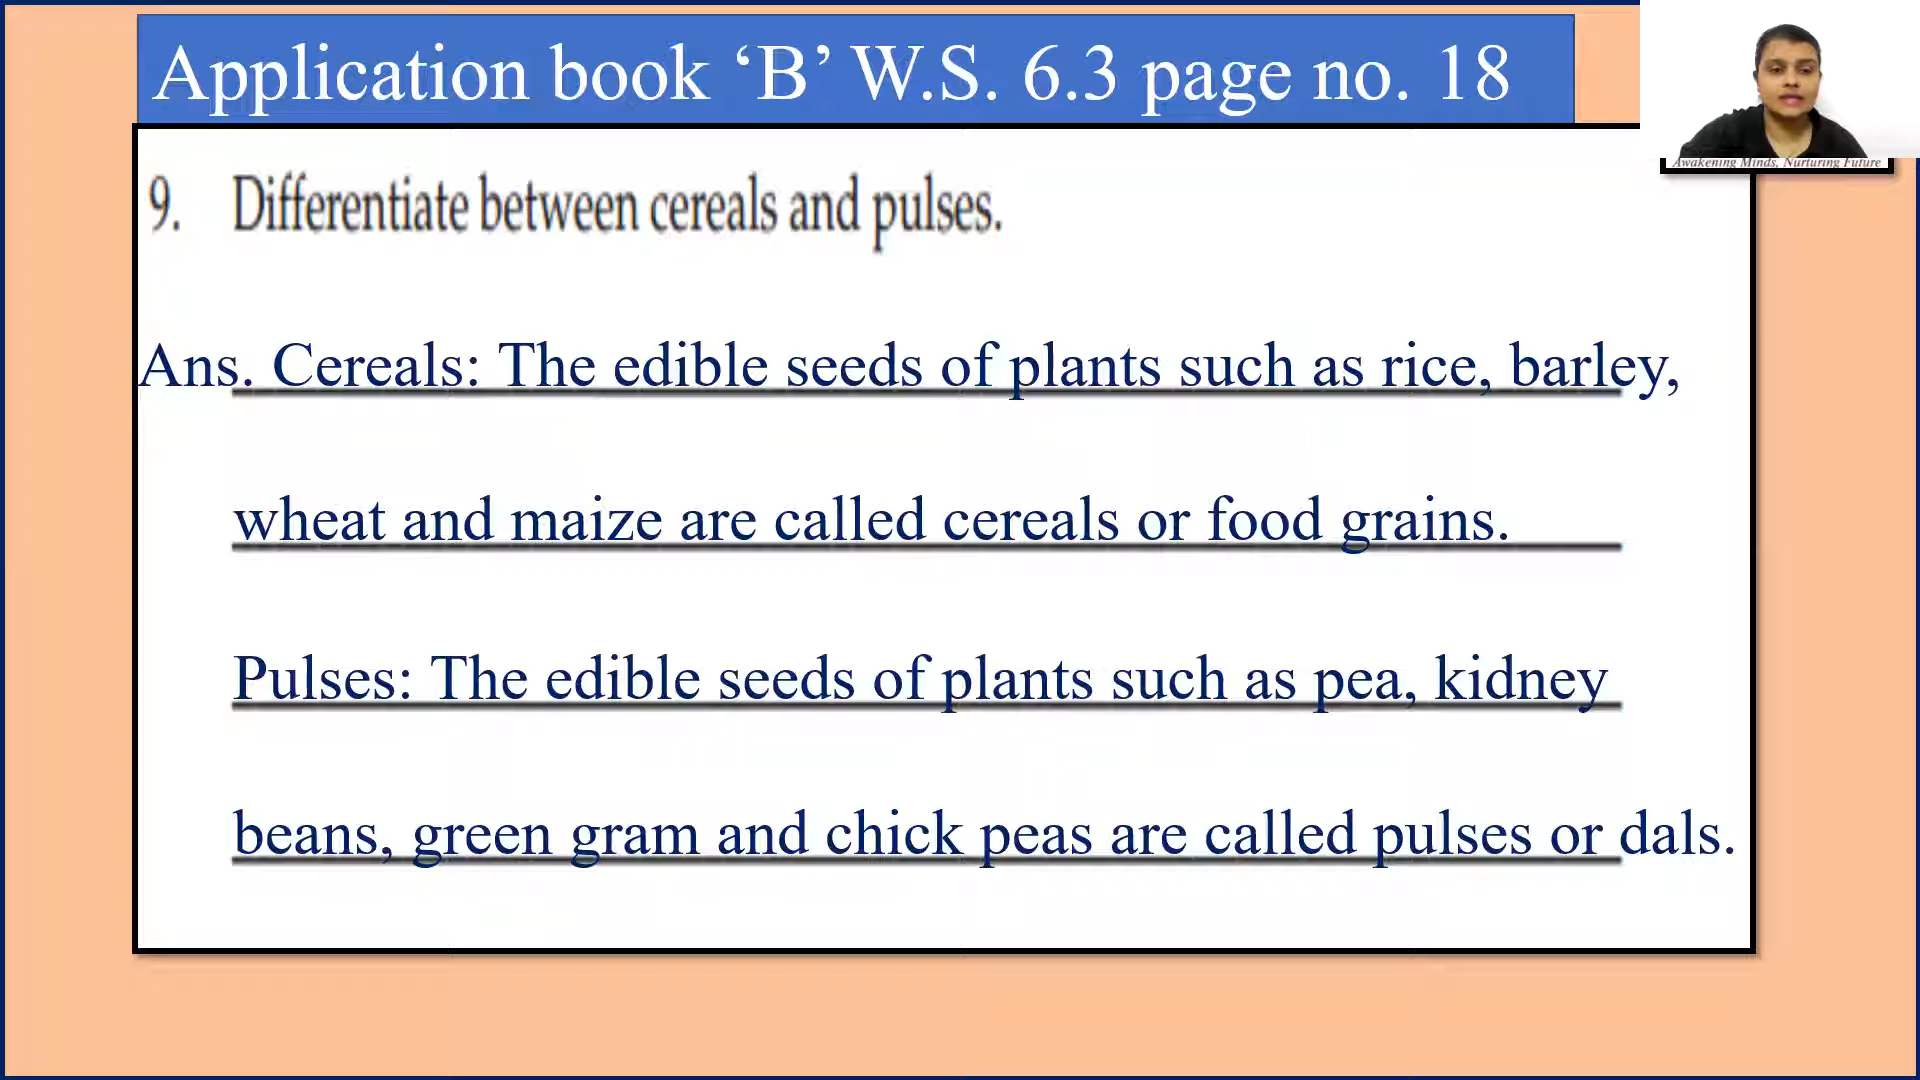 Application book ‘B’ W.S. 6.3 page no. 18
Awakening Minds, Nurturing Future
9. Differentiate between cereals and pulses.
Ans. Cereals: The edible seeds of plants such as rice, barley,
wheat and maize are called cereals or food grains.
Pulses: The edible seeds of plants such as pea, kidney
beans, green gram and chick peas are called pulses or dals.